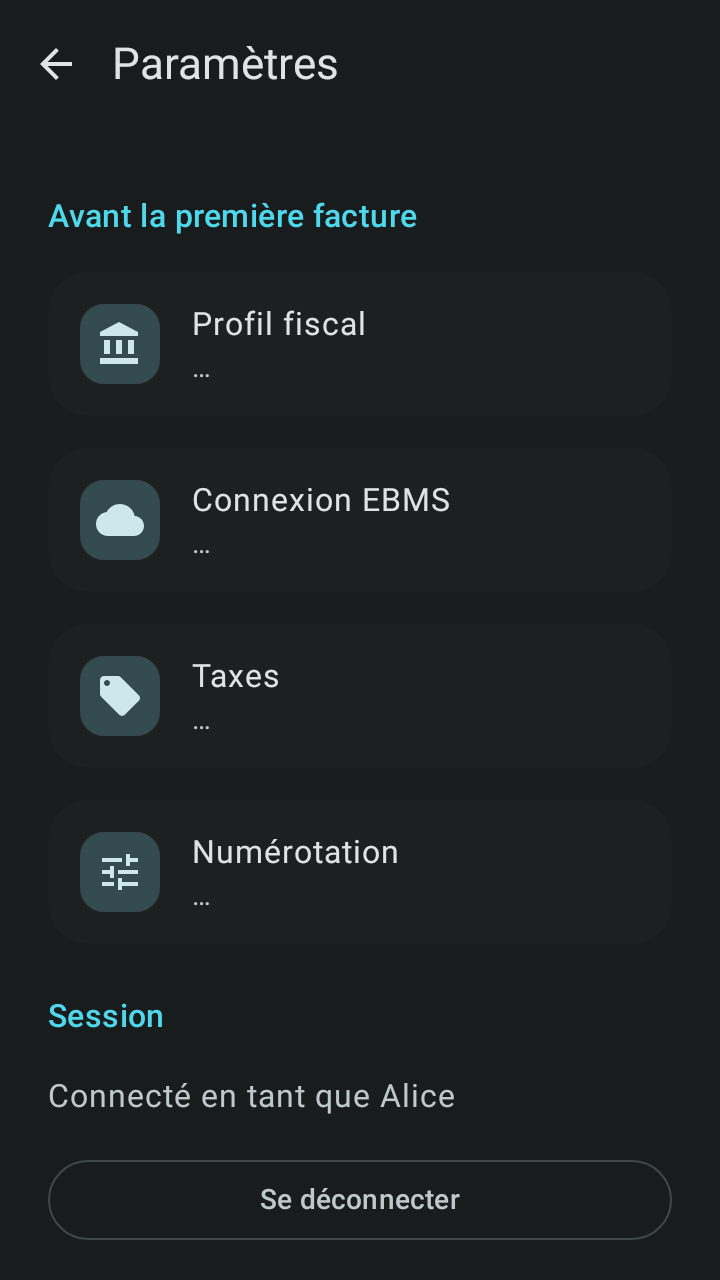 Paramètres
Avant la première facture
Profil fiscal
…
Connexion EBMS
…
Taxes
…
Numérotation
…
Session
Connecté en tant que Alice
Se déconnecter